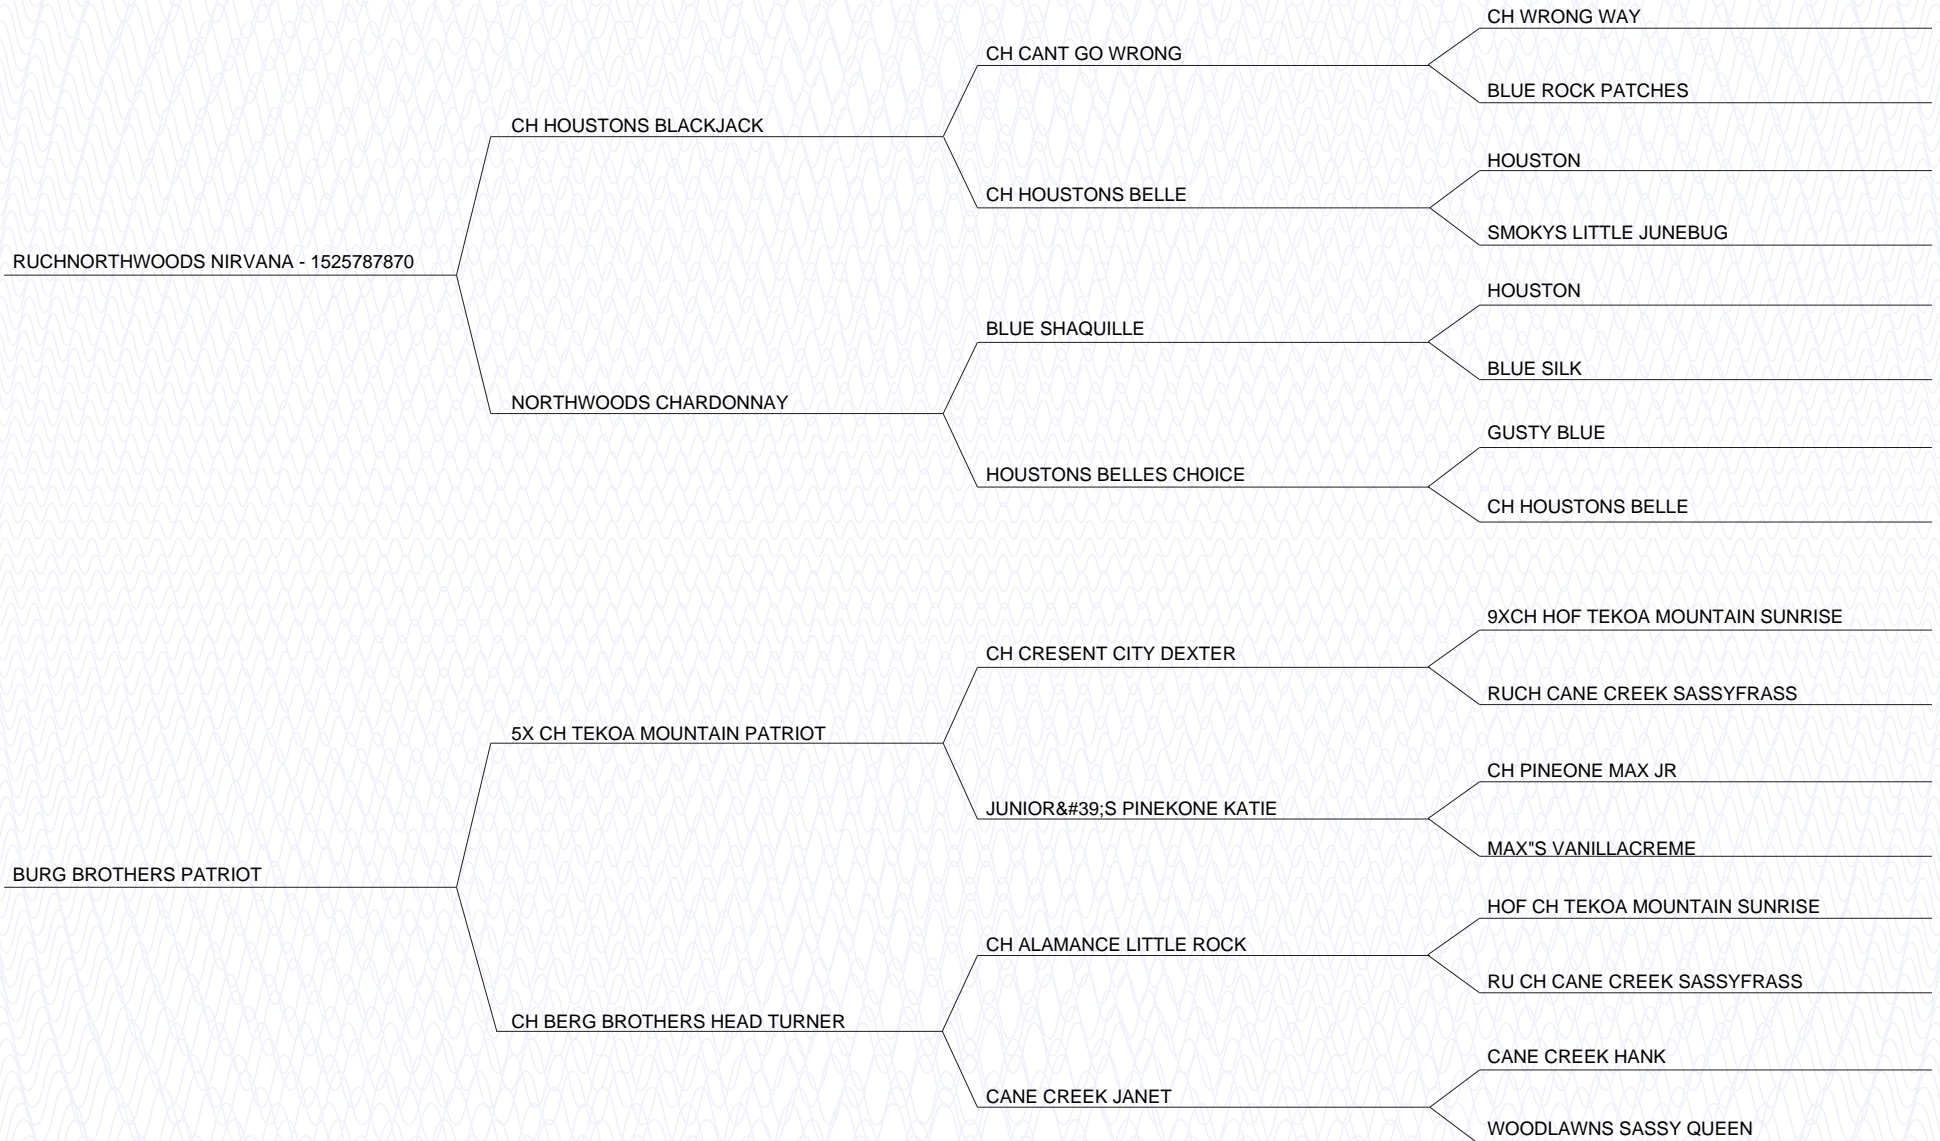 CH WRONG WAY
CH CANT GO WRONG
BLUE ROCK PATCHES
CH HOUSTONS BLACKJACK
HOUSTON
CH HOUSTONS BELLE
SMOKYS LITTLE JUNEBUG
RUCHNORTHWOODS NIRVANA - 1525787870
HOUSTON
BLUE SHAQUILLE
BLUE SILK
NORTHWOODS CHARDONNAY
GUSTY BLUE
HOUSTONS BELLES CHOICE
CH HOUSTONS BELLE
9XCH HOF TEKOA MOUNTAIN SUNRISE
CH CRESENT CITY DEXTER
RUCH CANE CREEK SASSYFRASS
5X CH TEKOA MOUNTAIN PATRIOT
CH PINEONE MAX JR
JUNIOR&#39;S PINEKONE KATIE
MAX"S VANILLACREME
BURG BROTHERS PATRIOT
HOF CH TEKOA MOUNTAIN SUNRISE
CH ALAMANCE LITTLE ROCK
RU CH CANE CREEK SASSYFRASS
CH BERG BROTHERS HEAD TURNER
CANE CREEK HANK
CANE CREEK JANET
WOODLAWNS SASSY QUEEN